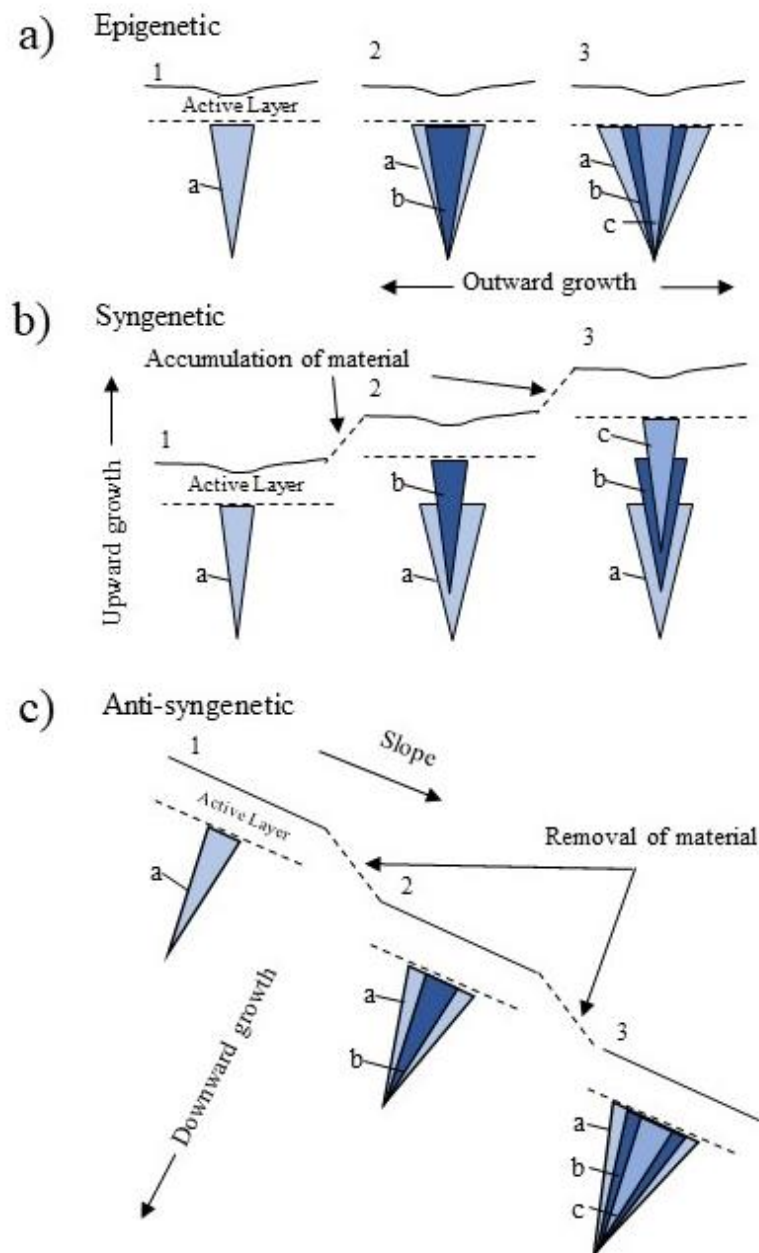 a) Epigenetic
1
2
3
Active Layer
a
a
b
a
b
c
Outward growth
b) Syngenetic
Accumulation of material
1
2
3
Active Layer
Upward growth
a
b
a
c
b
a
c) Anti-syngenetic
1
Slope
Active Layer
Removal of material
a
2
a
b
3
Downward growth
a
b
c